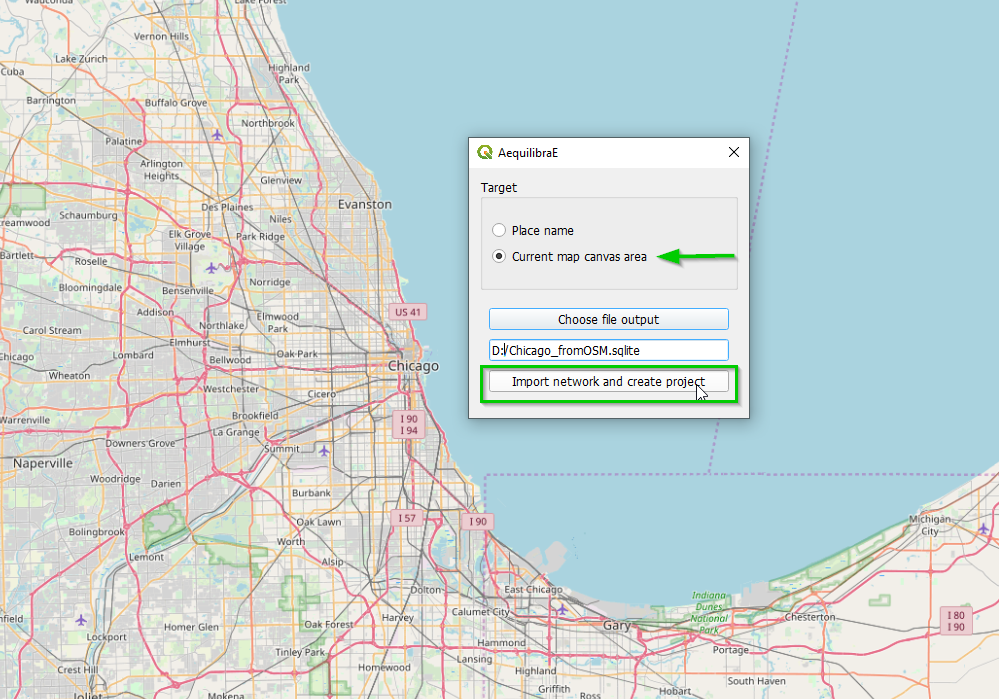 Wauconda
Lake Forest
Vernon Hills
Lake Zurich
Highland
Park
Cuba
Barrington
Buffalo Grove
Northbrook
Palatine
Arlington
Heights
Glenview
Evanston
Schaumburg
Des Plaines
Niles
Streamwood
Elk Grove
Village
Park Ridge
Bartlett
Roselle
Bloomingdale
Bensenville
Norridge
Addison
Elmwood
Park
US 41
Carol Stream
Northlake
Chicago
Lombard
Bellwood
Oak Park
Chicago
Wheaton
Westchester
Cicero
Warrenville
Brookfield
I 90
I 94
La Grange
Downers Grove
Summit
Naperville
Woodridge
Darien
Burbank
I 57
I 90
Oak Lawn
Bolingbrook
Worth
Lemont
Alsip
Michigan
City
Dolton
East Chicago
Indiana
Dunes
National
Park
Calumet City
Chesterton
I 80
I 90
nfield
Lockport
Homer Glen
Oak Forest
Harvey
Gary
Portage
Hammond
Tinley Park
Lansing
Crest Hill
Homewood
Highland
South Haven
Joliet
Mokena
Griffith
Ross
Hobart
AequilibraE
Target
Place name
Current map canvas area
Choose file output
D:/Chicago_fromOSM.sqlite
Import network and create project